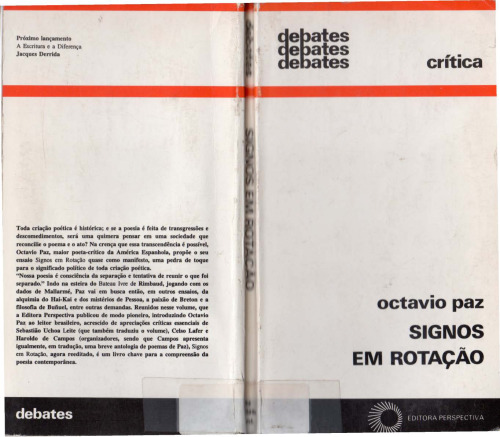 Próximo lançamento
A Escritura e a Diferença
Jacques Derrida
Toda criação poética é histórica; e se a poesia é feita de transgressões e
descomedimentos, será uma quimera pensar em uma sociedade que
reconcilie o poema e o ato? Na crença que essa transcendência é possível,
Octavio Paz, maior poeta-crítico da América Espanhola, propõe o seu
ensaio Signos em Rotação quase como manifesto, uma pedra de toque
para o significado político de toda criação poética.
"Nossa poesia é consciência da separação e tentativa de reunir o que foi
separado." Indo na esteira do Bateau Ivre de Rimbaud, jogando com os
dados de Mallarmé, Paz vai em busca então, em outros ensaios, da
alquimia do Hai-Kai e dos mistérios de Pessoa, a paixão de Breton e a
filosofia de Buñuel, entre outras demandas. Reunidos nesse volume, que
a Editora Perspectiva publicou de modo pioneiro, introduzindo Octavio
Paz ao leitor brasileiro, acrescido de apreciações críticas essenciais de
Sebastião Uchoa Leite (que também traduziu o volume), Celso Lafer e
Haroldo de Campos (organizadores, sendo que Campos apresenta
igualmente, em tradução, uma breve antologia de poemas de Paz), Signos
em Rotação, agora reeditado, é um livro chave para a compreensão da
poesia contemporânea.
debates
SIGNOS EM ROTAÇÃO
debates
debates
debates
crítica
octavio paz
SIGNOS
EM ROTAÇÃO
EDITORA PERSPECTIVA